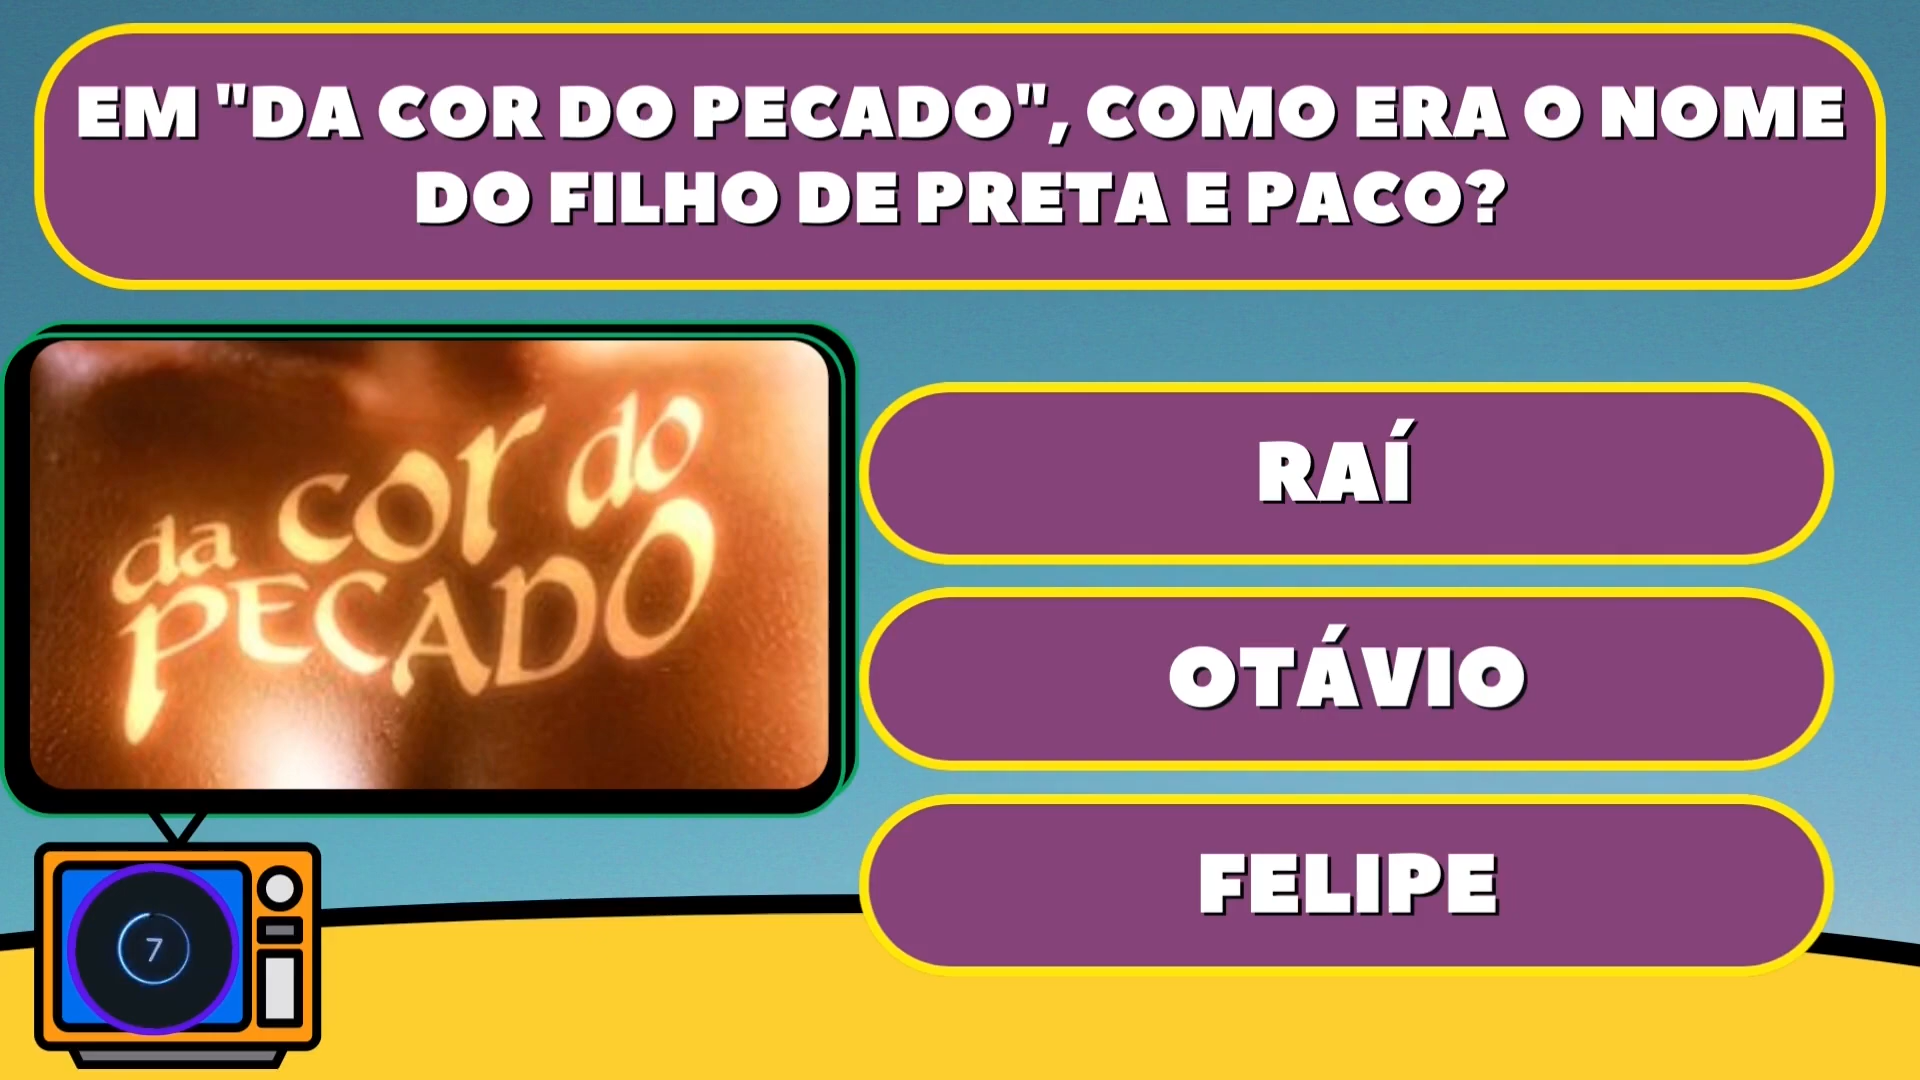 EM "DA COR DO PECADO", COMO ERA O NOME
DO FILHO DE PRETA E PACO?
da cor do
PECADO
RAÍ
OTÁVIO
FELIPE
7